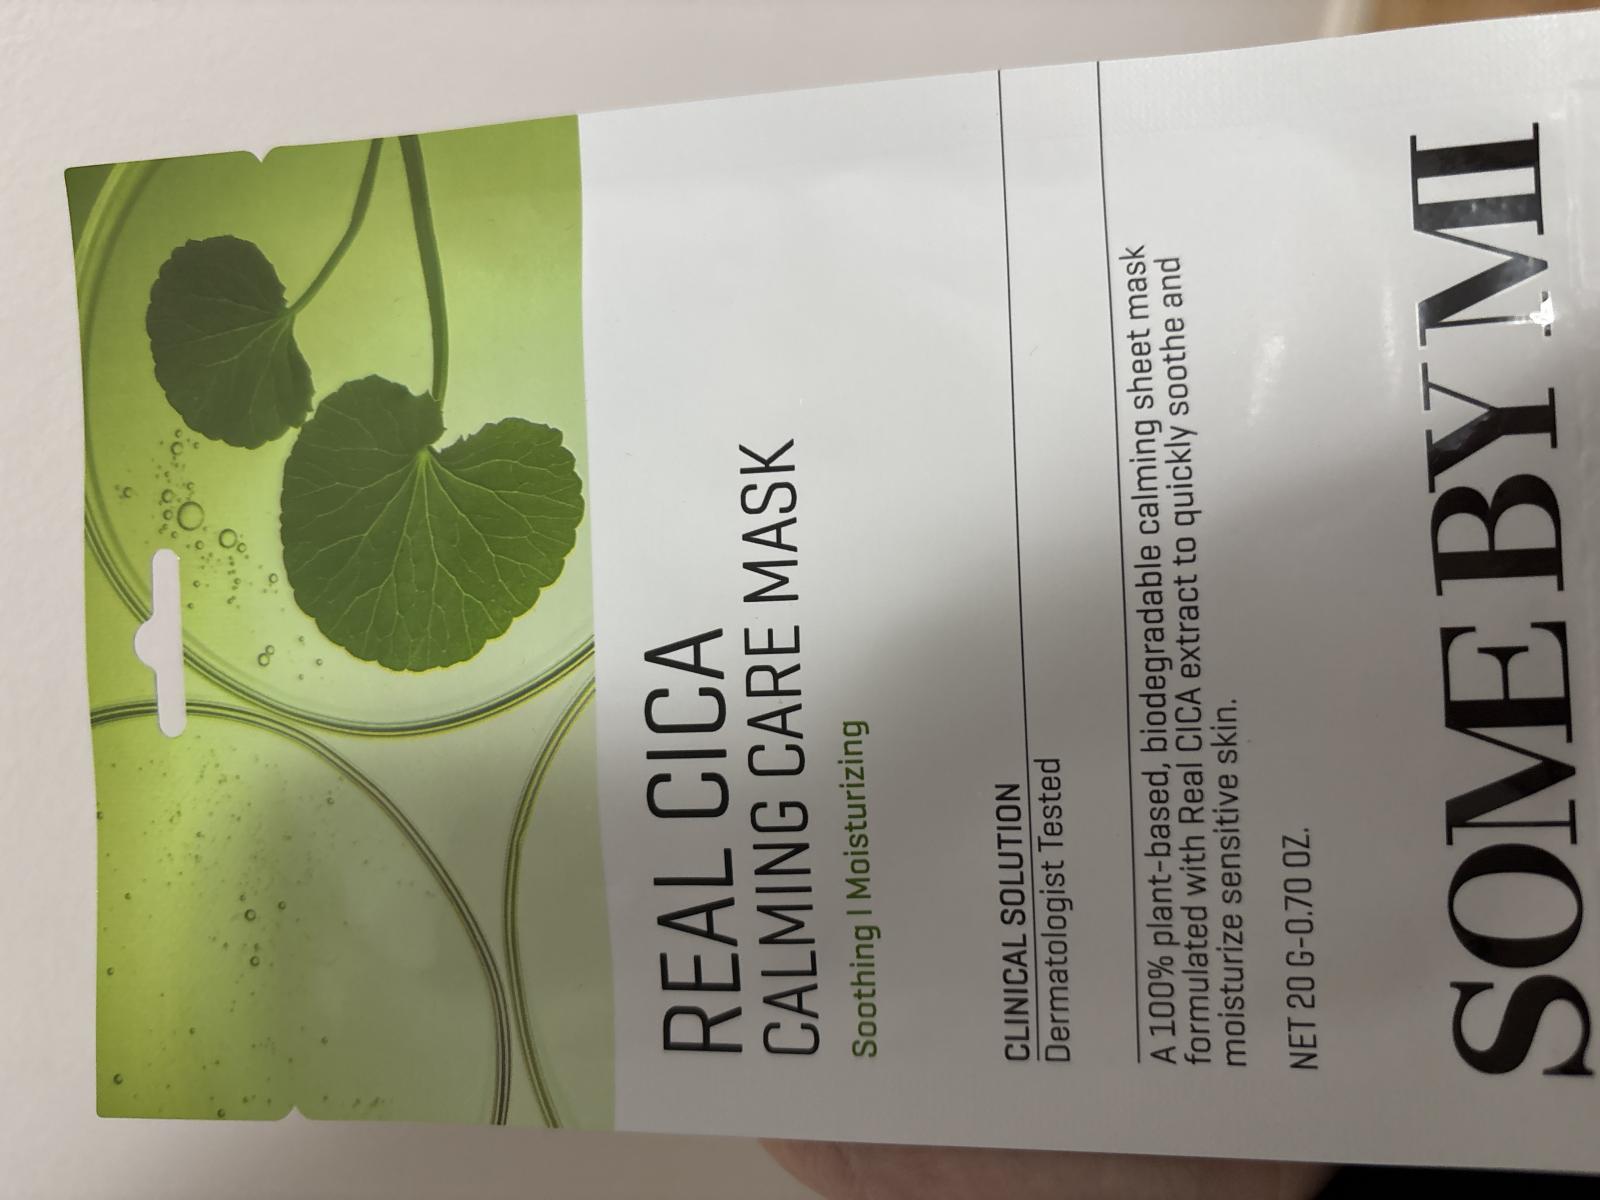 REAL CICA
CALMING CARE MASK
Soothing | Moisturizing
CLINICAL SOLUTION
Dermatologist Tested
A 100% plant-based, biodegradable calming sheet mask
formulated with Real CICA extract to quickly soothe and
moisturize sensitive skin.
NET 20 G-0.70 OZ.
SOME BY MI